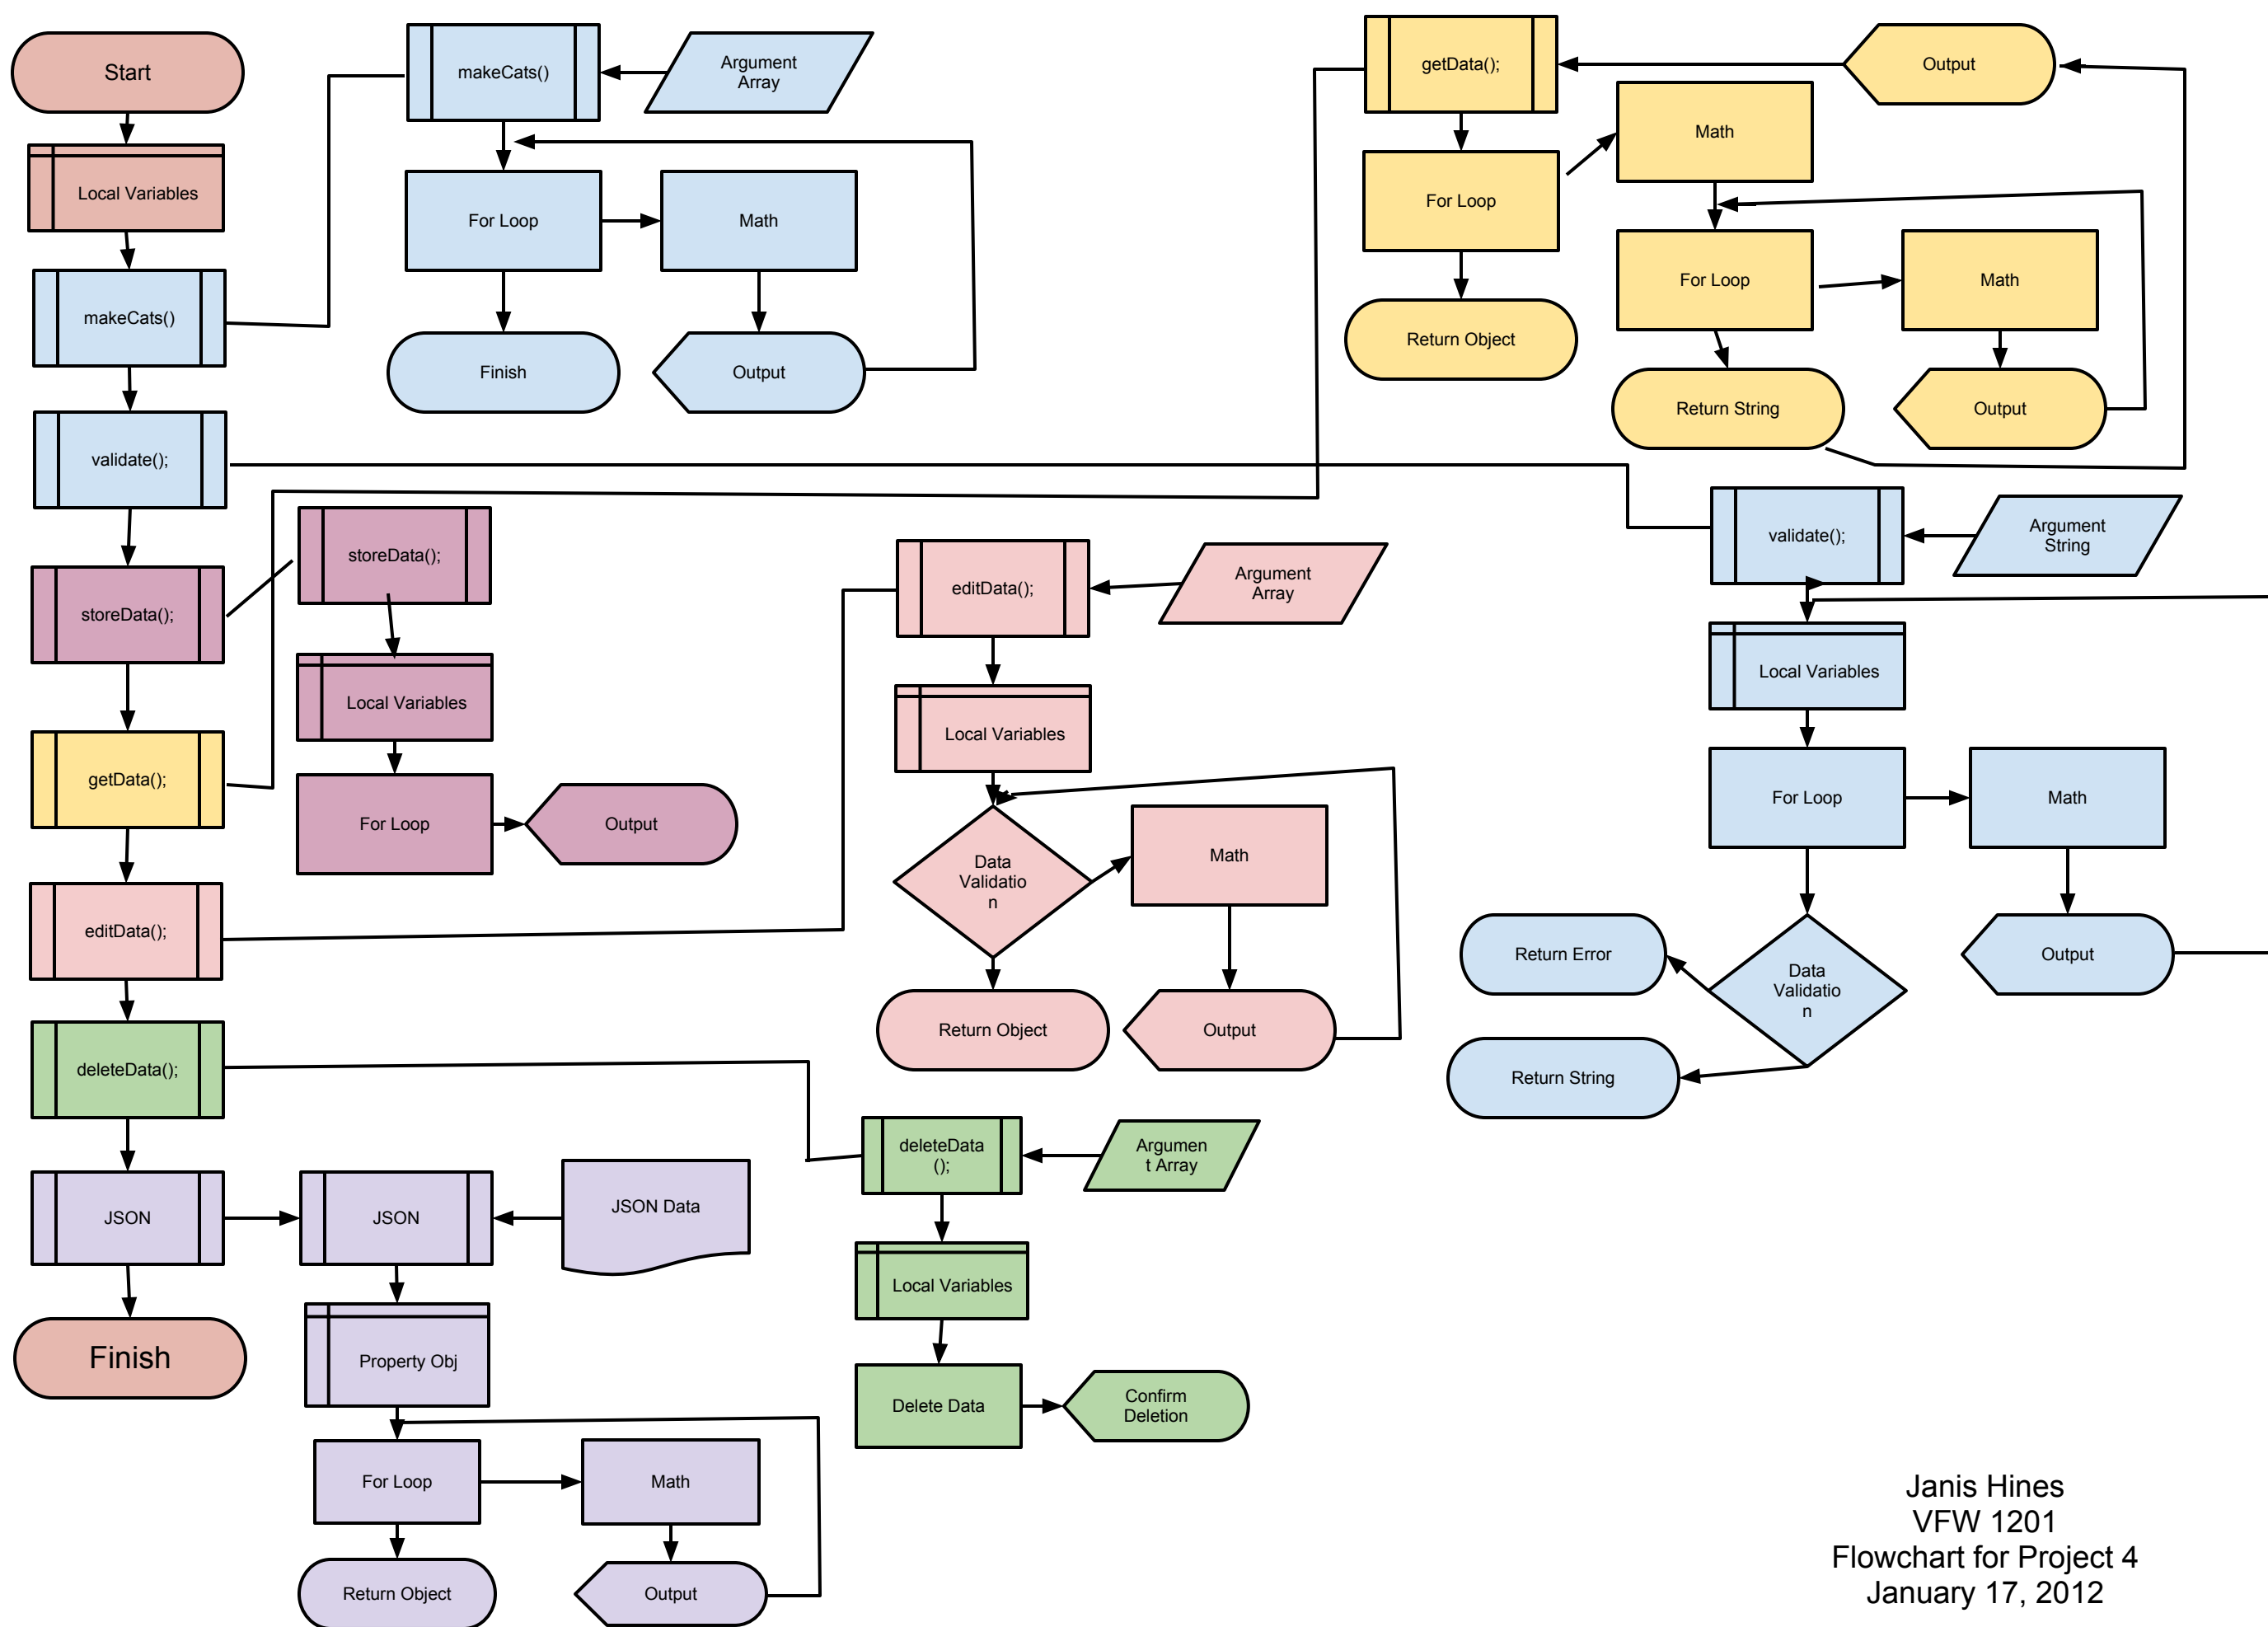 Start
Local Variables
makeCats()
validate();
storeData();
getData();
editData();
deleteData();
JSON
Finish
makeCats()
Argument
Array
For Loop
Math
Finish
Output
getData();
Output
Math
For Loop
For Loop
Math
Return Object
Return String
Output
storeData();
Local Variables
For Loop
Output
editData();
Argument
Array
Local Variables
Data
Validatio
n
Math
Return Object
Output
validate();
Argument
String
Local Variables
For Loop
Math
Return Error
Data
Validatio
n
Output
Return String
deleteData
();
Argumen
t Array
Local Variables
Delete Data
Confirm
Deletion
JSON
JSON Data
Property Obj
For Loop
Math
Return Object
Output
Janis Hines
VFW 1201
Flowchart for Project 4
January 17, 2012